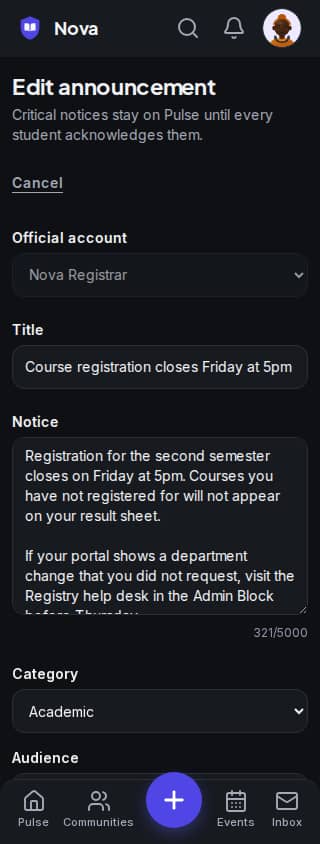 Nova
Edit announcement
Critical notices stay on Pulse until every
student acknowledges them.
Cancel
Official account
Nova Registrar
Title
Course registration closes Friday at 5pm
Notice
Registration for the second semester
closes on Friday at 5pm. Courses you
have not registered for will not appear
on your result sheet.
If your portal shows a department
change that you did not request, visit the
Registry help desk in the Admin Block
before Thursday.
321/5000
Category
Academic
Audience
Pulse
Communities
Events
Inbox